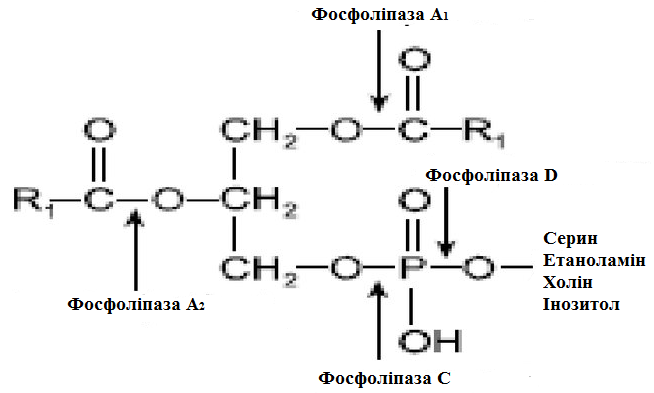 Фосфоліпаза A1
O
O
CH2 O C R1
Фосфоліпаза D
R1 C O CH2
O
Серин
Етаноламін
CH2 O P O
Холін
Інозитол
Фосфоліпаза A2
OH
Фосфоліпаза C